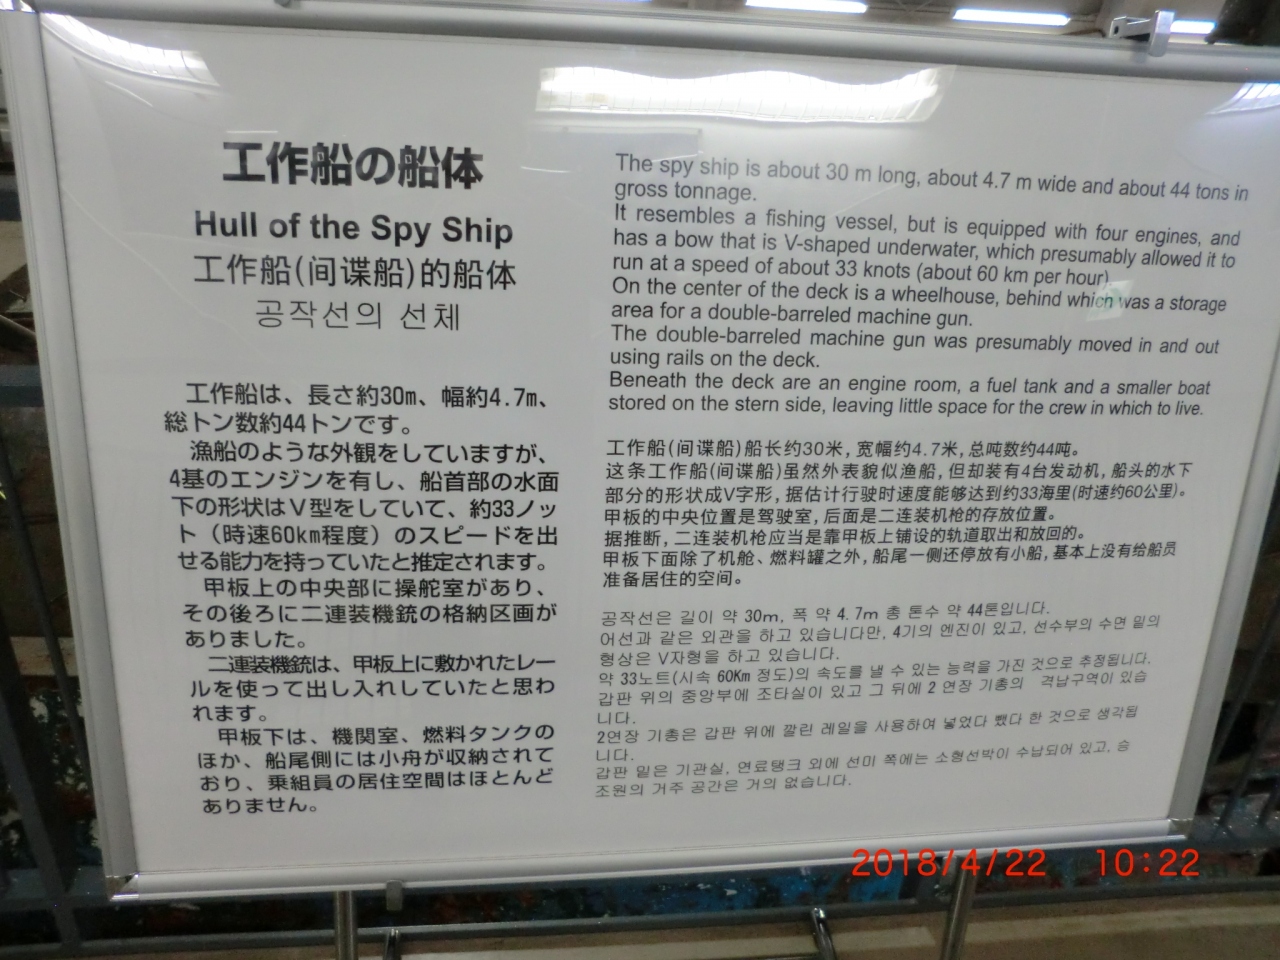 工作船の船体
Hull of the Spy Ship
工作船(间谍船)的船体
공작선의 선체
工作船は、長さ約30m、幅約4.7m、
総トン数約44トンです。
漁船のような外観をしていますが、
4基のエンジンを有し、船首部の水面
下の形状はV型をしていて、約33ノッ
ト（時速60km程度）のスピードを出
せる能力を持っていたと推定されます。
甲板上の中央部に操舵室があり、
その後ろに二連装機銃の格納区画が
ありました。
二連装機銃は、甲板上に敷かれたレー
ルを使って出し入れしていたと思わ
れます。
甲板下は、機関室、燃料タンクの
ほか、船尾側には小舟が収納されて
おり、乗組員の居住空間はほとんど
ありません。
The spy ship is about 30 m long, about 4.7 m wide and about 44 tons in
gross tonnage.
It resembles a fishing vessel, but is equipped with four engines, and
has a bow that is V-shaped underwater, which presumably allowed it to
run at a speed of about 33 knots (about 60 km per hour)
On the center of the deck is a wheelhouse, behind which was a storage
area for a double-barreled machine gun.
The double-barreled machine gun was presumably moved in and out
using rails on the deck.
Beneath the deck are an engine room, a fuel tank and a smaller boat
stored on the stern side, leaving little space for the crew in which to live.
工作船(间谍船)船长约30米,宽幅约4.7米,总吨数约44吨。
这条工作船(间谍船)虽然外表貌似渔船,但却装有4台发动机,船头的水下
部分的形状成V字形,据估计行驶时速度能够达到约33海里(时速约60公里)。
甲板的中央位置是驾驶室,后面是二连装机枪的存放位置。
据推断,二连装机枪应当是靠甲板上铺设的轨道取出和放回的。
甲板下面除了机舱、燃料罐之外,船尾一侧还停放有小船,基本上没有给船员
准备居住的空间。
공작선은 길이 약 30m, 폭 약 4.7m 총 톤수 약 44톤입니다.
어선과 같은 외관을 하고 있습니다만, 4기의 엔진이 있고, 선수부의 수면 밑의
형상은 V자형을 하고 있습니다.
약 33노트(시속 60Km 정도)의 속도를 낼 수 있는 능력을 가진 것으로 추정됩니다.
갑판 위의 중앙부에 조타실이 있고 그 뒤에 2 연장 기총의 격납구역이 있습
니다.
2연장 기총은 갑판 위에 깔린 레일을 사용하여 넣었다 뺐다 한 것으로 생각됩
니다.
갑판 밑은 기관실, 연료탱크 외에 선미 쪽에는 소형선박이 수납되어 있고, 승
조원의 거주 공간은 거의 없습니다.
2018/4/22 10:22